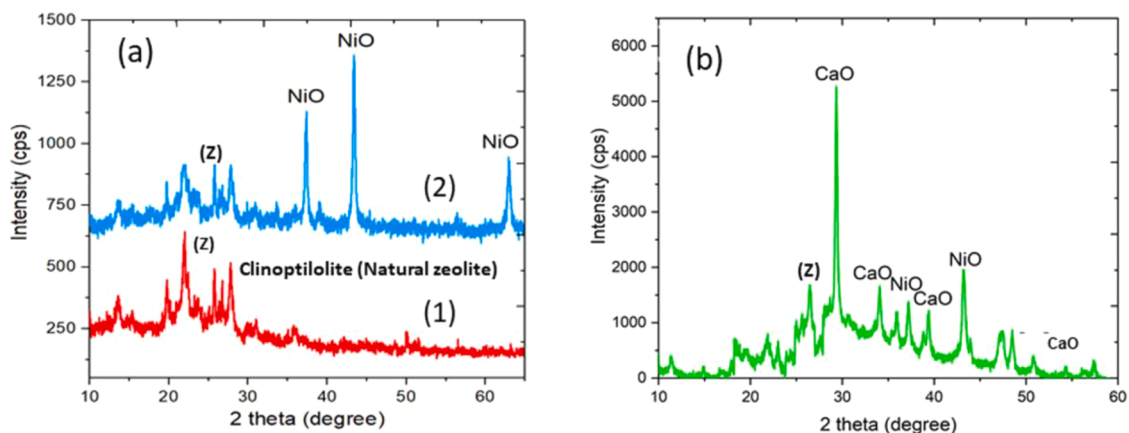 (a)
1500
1250
1000
750
500
250
Intensity (cps)
NiO
NiO
NiO
(Z)
(2)
(Z)
Clinoptilolite (Natural zeolite)
(1)
10 20 30 40 50 60
2 theta (degree)
(b)
6000
5000
4000
3000
2000
1000
0
Intensity (cps)
CaO
(Z)
CaO
NiO
CaO
NiO
CaO
10 20 30 40 50 60
2 theta (degree)